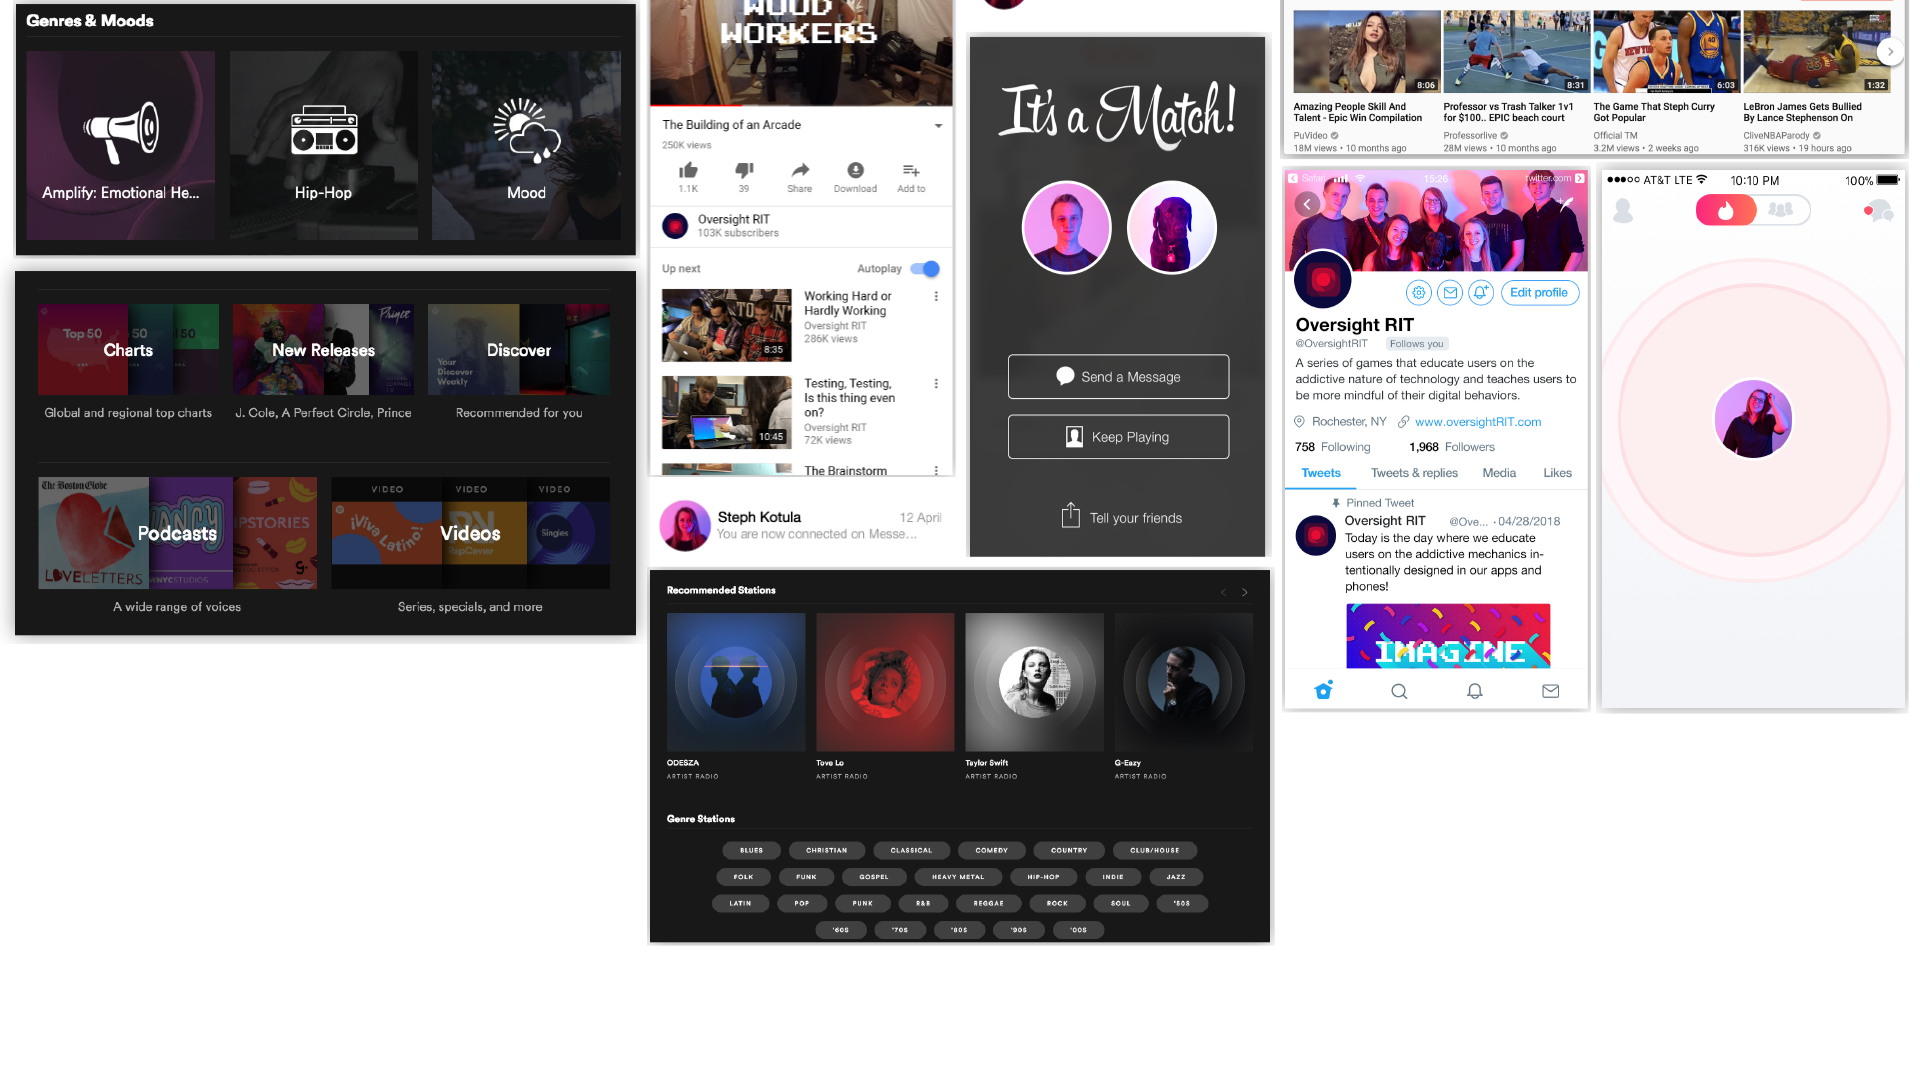 Genres & Moods
Amplify: Emotional He...
Hip-Hop
Mood
Top 50
50
al 50
Charts
Global and regional top charts
Prince
New Releases
J. Cole, A Perfect Circle, Prince
Your
Discover
Weekly
Discover
Recommended for you
The Boston Globe
LOVELETTERS
NYCSTUDIOS
PSTORIES
COLLECTION
Podcasts
A wide range of voices
VIDEO
VIDEO
VIDEO
¡Viva Latino!
RapCaviar
Singles
Videos
Series, specials, and more
WOOD
WORKERS
The Building of an Arcade
250K views
1.1K
39
Share
Download
Add to
Oversight RIT
103K subscribers
Up next
Autoplay
8:35
Working Hard or
Hardly Working
Oversight RIT
286K views
10:45
Testing, Testing,
Is this thing even
on?
Oversight RIT
72K views
The Brainstorm
Steph Kotula
12 April
You are now connected on Messe...
It's a Match!
Send a Message
Keep Playing
Tell your friends
Recommended Stations
ODESZA
ARTIST RADIO
Tove Lo
ARTIST RADIO
Taylor Swift
ARTIST RADIO
G-Eazy
ARTIST RADIO
Genre Stations
BLUES CHRISTIAN CLASSICAL COMEDY COUNTRY CLUB/HOUSE
FOLK FUNK GOSPEL HEAVY METAL HIP-HOP INDIE JAZZ
LATIN POP PUNK R&B REGGAE ROCK SOUL '50S
'60S '70S '80S '90S '00S
8:06
Amazing People Skill And
Talent - Epic Win Compilation
PuVideo
18M views • 10 months ago
8:31
Professor vs Trash Talker 1v1
for $100.. EPIC beach court
Professorlive
28M views • 10 months ago
NEW YORK
6:03
The Game That Steph Curry
Got Popular
Official TM
3.2M views • 2 weeks ago
1:32
LeBron James Gets Bullied
By Lance Stephenson On
CliveNBAParody
316K views • 19 hours ago
Safari
15:26
twitter.com
Edit profile
Oversight RIT
@OversightRIT
Follows you
A series of games that educate users on the
addictive nature of technology and teaches users to
be more mindful of their digital behaviors.
Rochester, NY
www.oversightRIT.com
758 Following
1,968 Followers
Tweets
Tweets & replies
Media
Likes
Pinned Tweet
Oversight RIT @Ove... · 04/28/2018
Today is the day where we educate
users on the addictive mechanics in-
tentionally designed in our apps and
phones!
IMAGINE
AT&T LTE
10:10 PM
100%